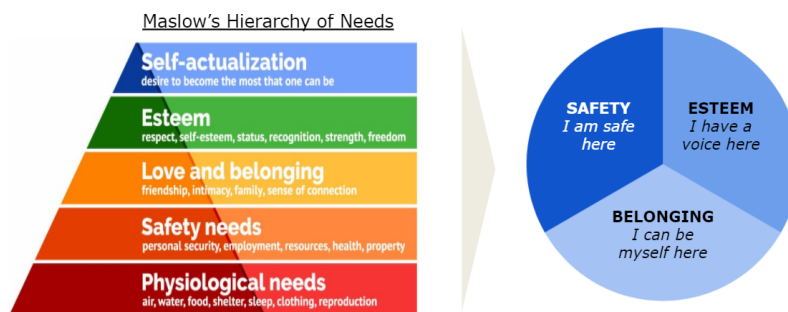 Maslow's Hierarchy of Needs
Self-actualization
desire to become the most that one can be
Esteem
respect, self-esteem, status, recognition, strength, freedom
Love and belonging
friendship, intimacy, family, sense of connection
Safety needs
personal security, employment, resources, health, property
Physiological needs
air, water, food, shelter, sleep, clothing, reproduction
SAFETY
I am safe
here
ESTEEM
I have a
voice here
BELONGING
I can be
myself here